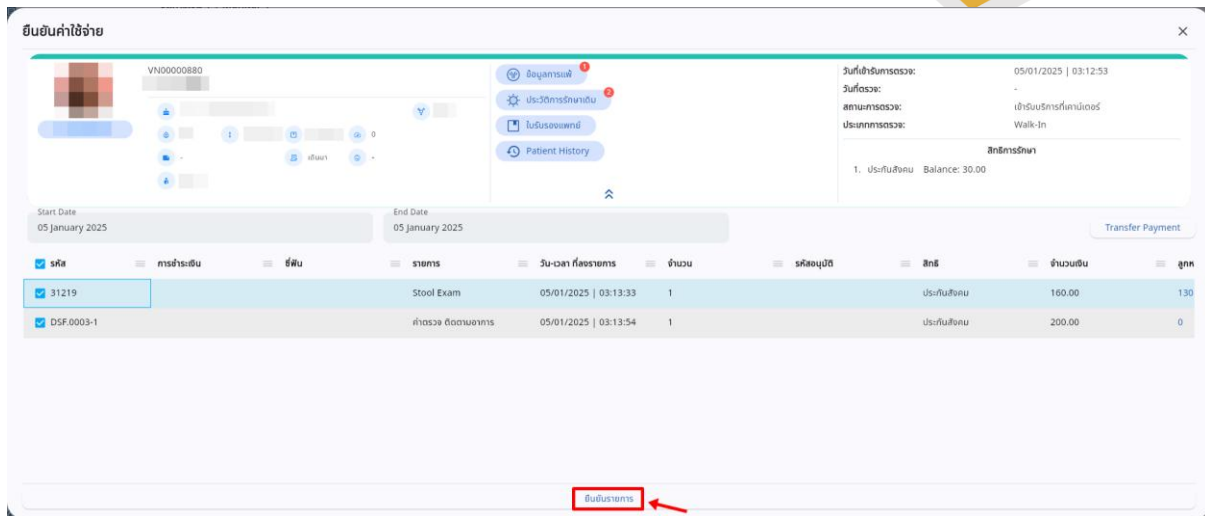 ยืนยันค่าใช้จ่าย
VN00000880
0
-
เดินมา
-
ข้อมูลการแพ้ 1
ประวัติการรักษาเดิม 2
ใบรับรองแพทย์
Patient History
วันที่เข้ารับการตรวจ: 05/01/2025 | 03:12:53
วันที่ตรวจ: -
สถานะการตรวจ: เข้ารับบริการที่เคาน์เตอร์
ประเภทการตรวจ: Walk-In
สิทธิการรักษา
1. ประกันสังคม Balance: 30.00
Start Date
05 January 2025
End Date
05 January 2025
Transfer Payment
รหัส การชำระเงิน ซี่ฟัน รายการ วัน-เวลา ที่ลงรายการ จำนวน รหัสอนุมัติ สิทธิ จำนวนเงิน ลูกห
31219 Stool Exam 05/01/2025 | 03:13:33 1 ประกันสังคม 160.00 130
DSF.0003-1 ค่าตรวจ ติดตามอาการ 05/01/2025 | 03:13:54 1 ประกันสังคม 200.00 0
ยืนยันรายการ